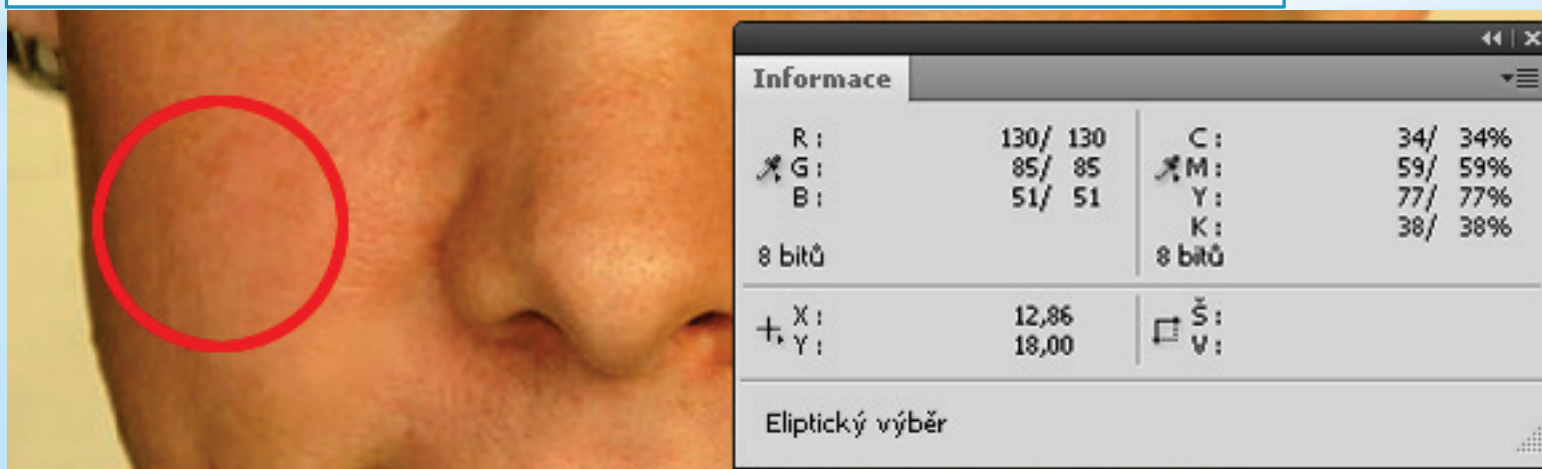 Informace
R : 130/ 130
G : 85/ 85
B : 51/ 51
8 bitů
C : 34/ 34%
M : 59/ 59%
Y : 77/ 77%
K : 38/ 38%
8 bitů
X : 12,86
Y : 18,00
Š :
V :
Eliptický výběr